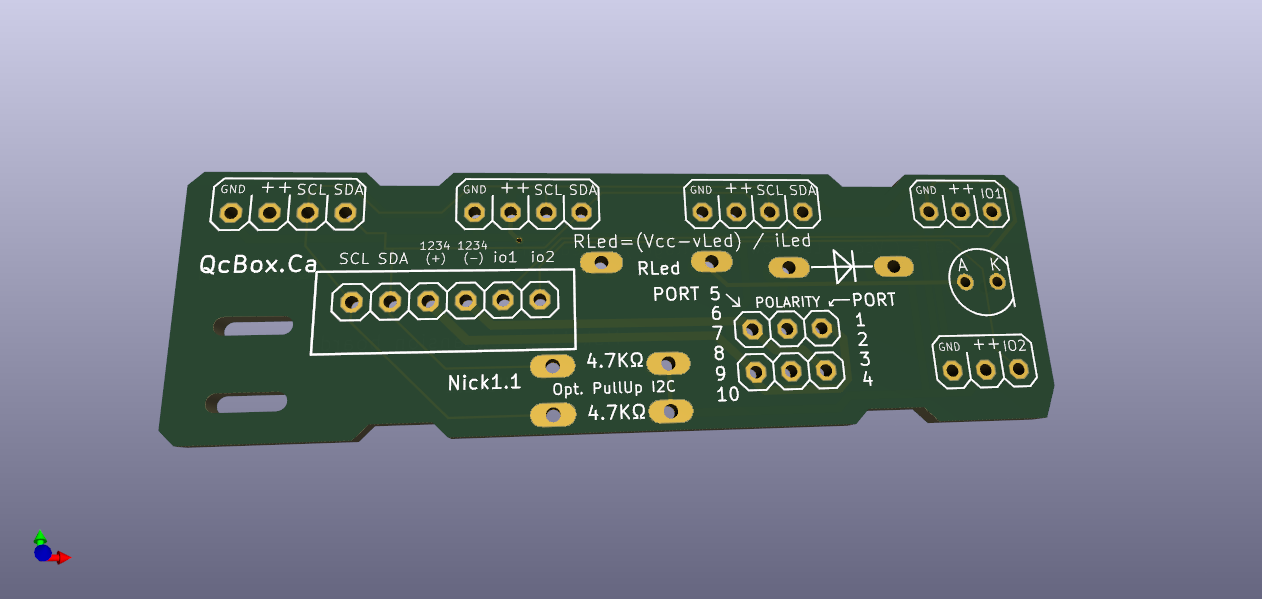 GND ++ SCL SDA
GND ++ SCL SDA
GND ++ SCL SDA
GND ++ IO1
QcBox.Ca
SCL SDA 1234 (+) 1234 (-) io1 io2
RLed=(Vcc-vLed) / iLed
RLed
A K
PORT 5
6
7
8
9
10
POLARITY
PORT
1
2
3
4
GND ++ IO2
Nick1.1
4.7KΩ
Opt. PullUp I2C
4.7KΩ